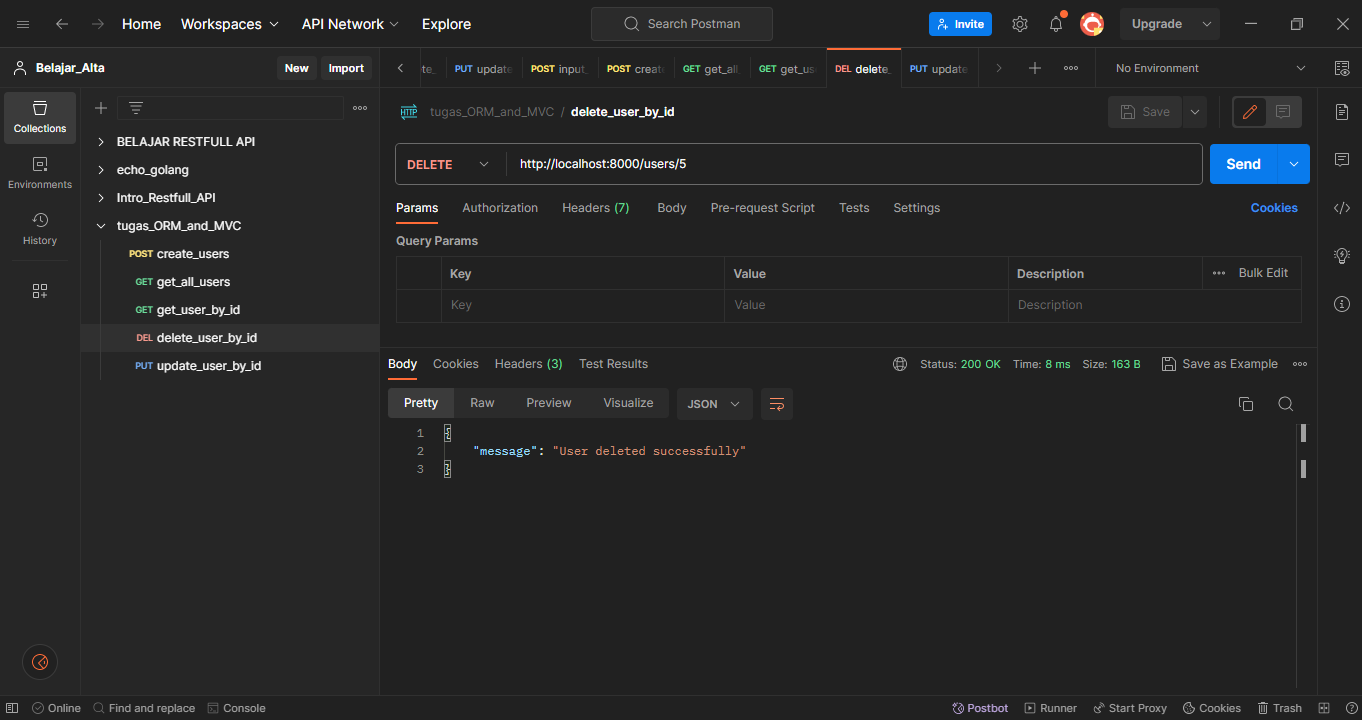 Home Workspaces API Network Explore Search Postman Invite Upgrade
Belajar_Alta New Import PUT update POST input_ POST creat GET get_all GET get_us DEL delete_ PUT update No Environment
Collections
Environments
History
BELAJAR RESTFULL API
echo_golang
Intro_Restfull_API
tugas_ORM_and_MVC
POST create_users
GET get_all_users
GET get_user_by_id
DEL delete_user_by_id
PUT update_user_by_id
HTTP tugas_ORM_and_MVC / delete_user_by_id Save
DELETE http://localhost:8000/users/5 Send
Params Authorization Headers (7) Body Pre-request Script Tests Settings Cookies
Query Params
Key Value Description Bulk Edit
Key Value Description
Body Cookies Headers (3) Test Results Status: 200 OK Time: 8 ms Size: 163 B Save as Example
Pretty Raw Preview Visualize JSON
1 {
2 "message": "User deleted successfully"
3 }
Online Find and replace Console Postbot Runner Start Proxy Cookies Trash